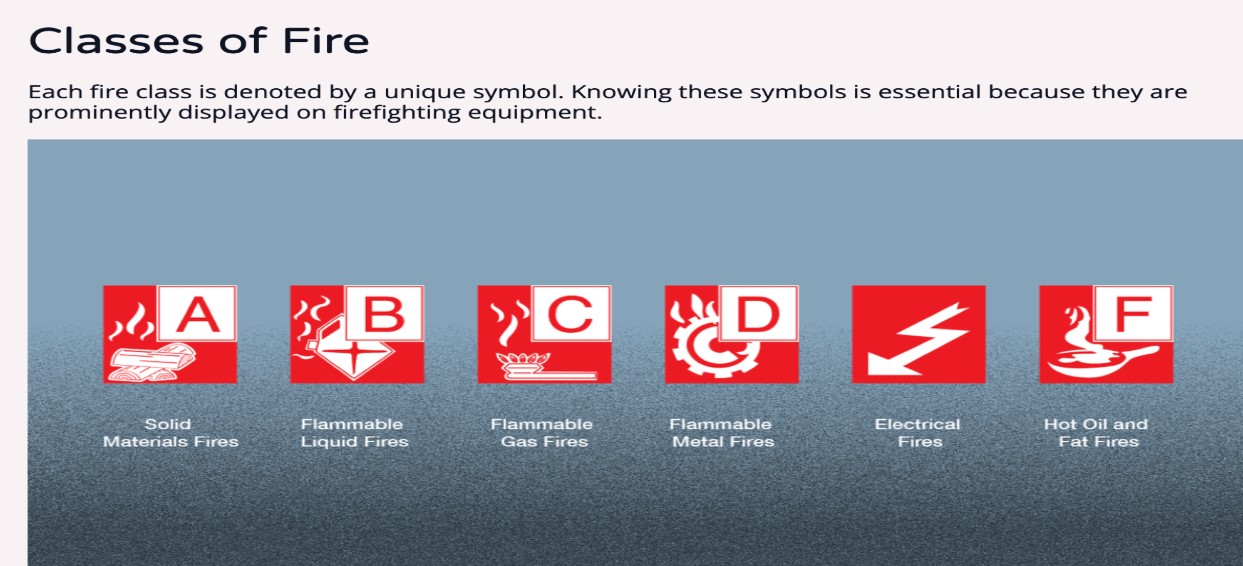 Classes of Fire
Each fire class is denoted by a unique symbol. Knowing these symbols is essential because they are
prominently displayed on firefighting equipment.
A
B
C
D
F
Solid
Materials Fires
Flammable
Liquid Fires
Flammable
Gas Fires
Flammable
Metal Fires
Electrical
Fires
Hot Oil and
Fat Fires